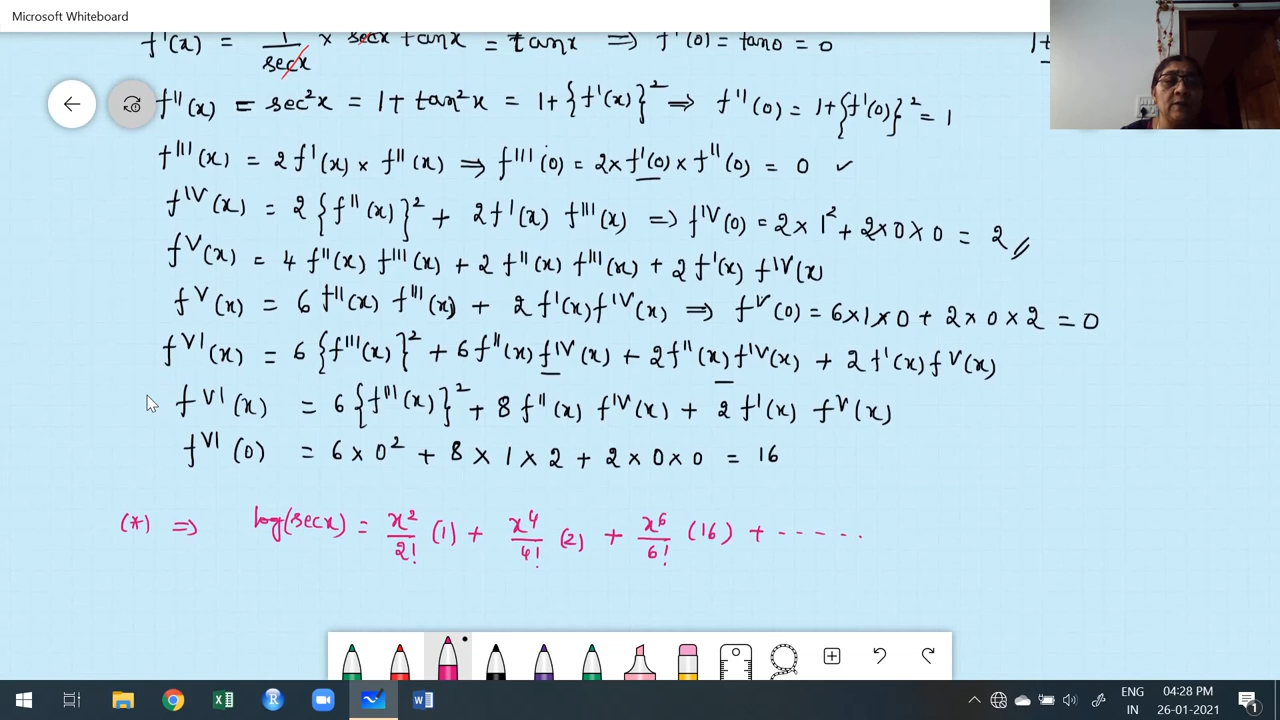 Microsoft Whiteboard
f'(x) = 1/secx × secx tanx = tanx ⇒ f'(0) = tan0 = 0
f''(x) = sec²x = 1 + tan²x = 1 + {f'(x)}² ⇒ f''(0) = 1 + {f'(0)}² = 1
f'''(x) = 2 f'(x) × f''(x) ⇒ f'''(0) = 2 × f'(0) × f''(0) = 0 ✓
f^IV(x) = 2 {f''(x)}² + 2 f'(x) f'''(x) ⇒ f^IV(0) = 2 × 1² + 2×0×0 = 2 //
f^V(x) = 4 f''(x) f'''(x) + 2 f''(x) f'''(x) + 2 f'(x) f^IV(x)
f^V(x) = 6 f''(x) f'''(x) + 2 f'(x) f^IV(x) ⇒ f^V(0) = 6×1×0 + 2×0×2 = 0
f^VI(x) = 6 {f'''(x)}² + 6 f''(x) f^IV(x) + 2 f''(x) f^IV(x) + 2 f'(x) f^V(x)
f^VI(x) = 6 {f'''(x)}² + 8 f''(x) f^IV(x) + 2 f'(x) f^V(x)
f^VI(0) = 6 × 0² + 8 × 1 × 2 + 2 × 0 × 0 = 16
(*) ⇒ log(secx) = x²/2! (1) + x⁴/4! (2) + x⁶/6! (16) + ------
ENG 04:28 PM
IN 26-01-2021 1